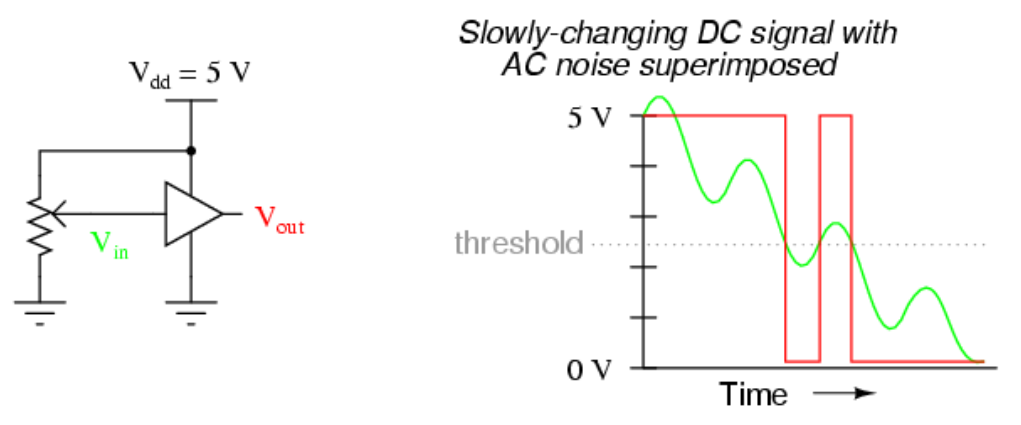 Slowly-changing DC signal with
AC noise superimposed
Vdd = 5 V
Vin
Vout
5 V
threshold
0 V
Time